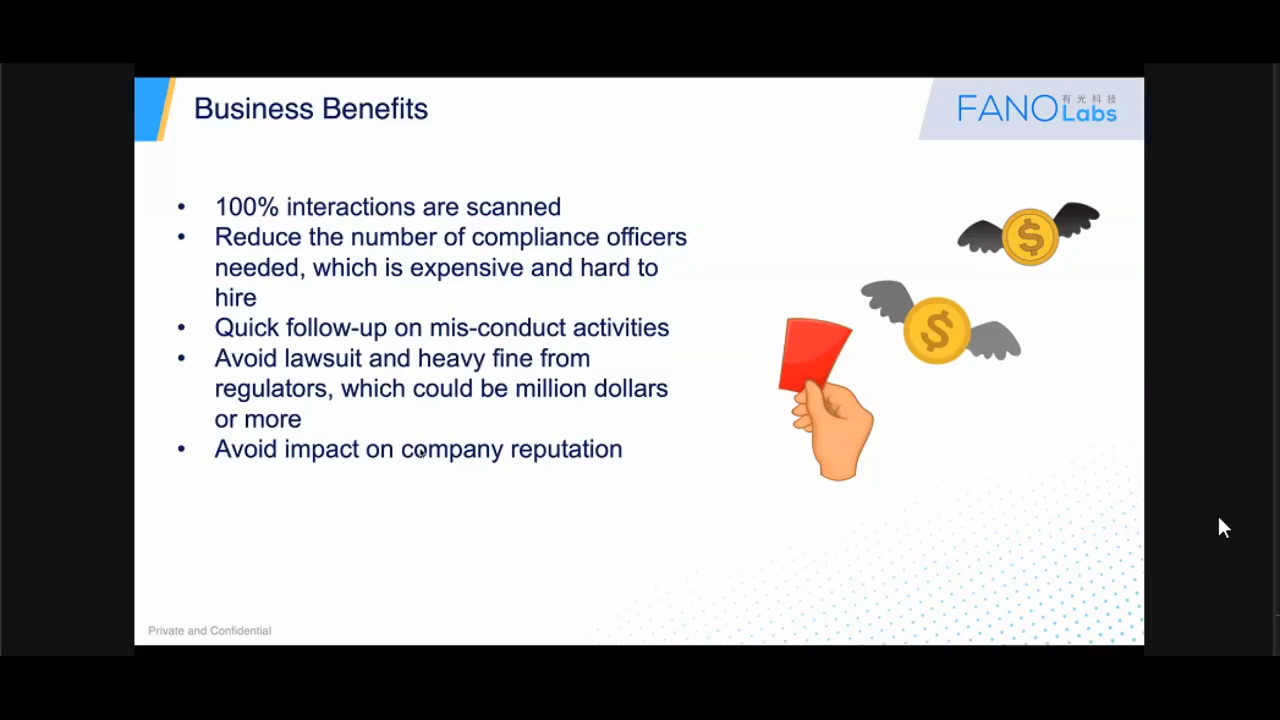 Business Benefits
FANO 有光科技
Labs
• 100% interactions are scanned
• Reduce the number of compliance officers
needed, which is expensive and hard to
hire
• Quick follow-up on mis-conduct activities
• Avoid lawsuit and heavy fine from
regulators, which could be million dollars
or more
• Avoid impact on company reputation
$
$
Private and Confidential